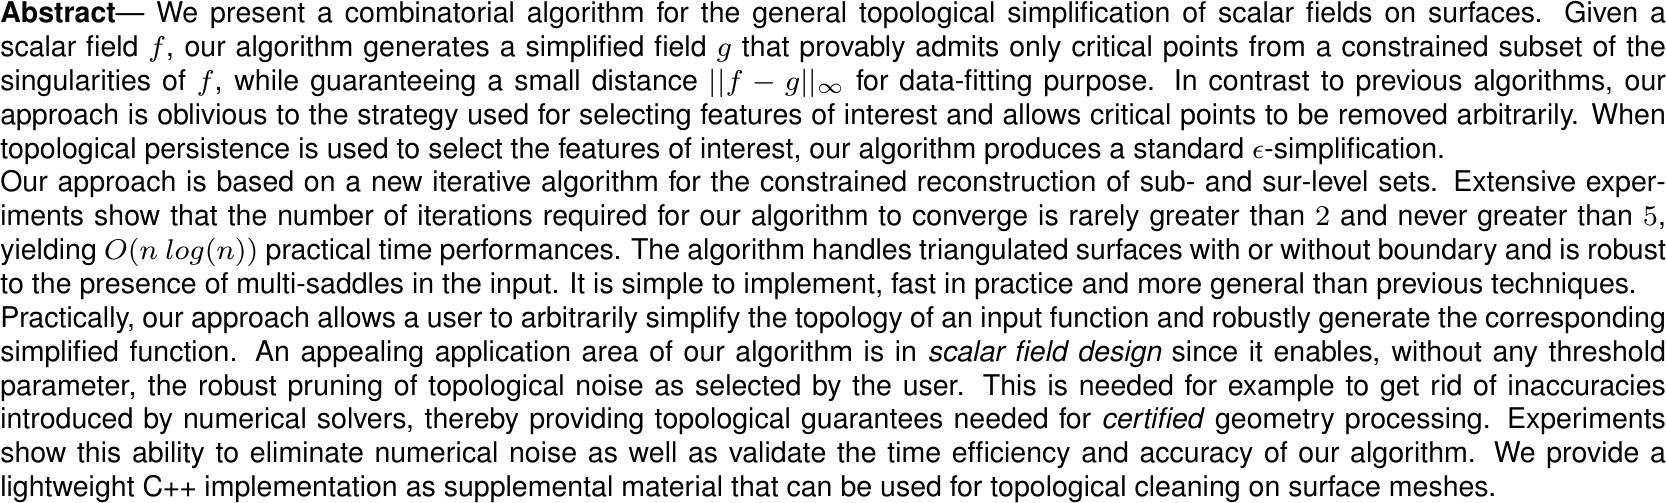 Abstract— We present a combinatorial algorithm for the general topological simplification of scalar fields on surfaces. Given a
scalar field f, our algorithm generates a simplified field g that provably admits only critical points from a constrained subset of the
singularities of f, while guaranteeing a small distance ||f − g||∞ for data-fitting purpose. In contrast to previous algorithms, our
approach is oblivious to the strategy used for selecting features of interest and allows critical points to be removed arbitrarily. When
topological persistence is used to select the features of interest, our algorithm produces a standard ϵ-simplification.
Our approach is based on a new iterative algorithm for the constrained reconstruction of sub- and sur-level sets. Extensive exper-
iments show that the number of iterations required for our algorithm to converge is rarely greater than 2 and never greater than 5,
yielding O(n log(n)) practical time performances. The algorithm handles triangulated surfaces with or without boundary and is robust
to the presence of multi-saddles in the input. It is simple to implement, fast in practice and more general than previous techniques.
Practically, our approach allows a user to arbitrarily simplify the topology of an input function and robustly generate the corresponding
simplified function. An appealing application area of our algorithm is in scalar field design since it enables, without any threshold
parameter, the robust pruning of topological noise as selected by the user. This is needed for example to get rid of inaccuracies
introduced by numerical solvers, thereby providing topological guarantees needed for certified geometry processing. Experiments
show this ability to eliminate numerical noise as well as validate the time efficiency and accuracy of our algorithm. We provide a
lightweight C++ implementation as supplemental material that can be used for topological cleaning on surface meshes.